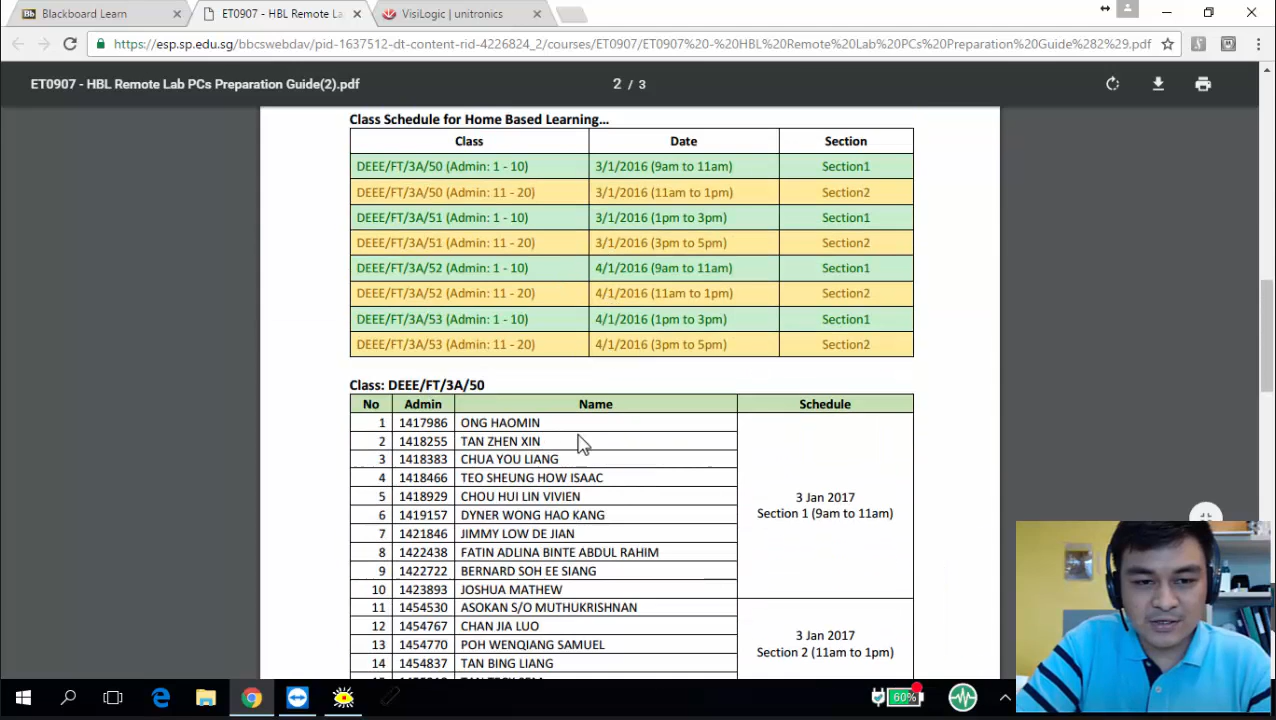 Blackboard Learn
ET0907 - HBL Remote La
VisiLogic | unitronics
https://esp.sp.edu.sg/bbcswebdav/pid-1637512-dt-content-rid-4226824_2/courses/ET0907/ET0907%20-%20HBL%20Remote%20Lab%20PCs%20Preparation%20Guide%282%29.pdf
ET0907 - HBL Remote Lab PCs Preparation Guide(2).pdf 2 / 3
Class Schedule for Home Based Learning...
Class Date Section
DEEE/FT/3A/50 (Admin: 1 - 10) 3/1/2016 (9am to 11am) Section1
DEEE/FT/3A/50 (Admin: 11 - 20) 3/1/2016 (11am to 1pm) Section2
DEEE/FT/3A/51 (Admin: 1 - 10) 3/1/2016 (1pm to 3pm) Section1
DEEE/FT/3A/51 (Admin: 11 - 20) 3/1/2016 (3pm to 5pm) Section2
DEEE/FT/3A/52 (Admin: 1 - 10) 4/1/2016 (9am to 11am) Section1
DEEE/FT/3A/52 (Admin: 11 - 20) 4/1/2016 (11am to 1pm) Section2
DEEE/FT/3A/53 (Admin: 1 - 10) 4/1/2016 (1pm to 3pm) Section1
DEEE/FT/3A/53 (Admin: 11 - 20) 4/1/2016 (3pm to 5pm) Section2
Class: DEEE/FT/3A/50
No Admin Name Schedule
1 1417986 ONG HAOMIN
2 1418255 TAN ZHEN XIN
3 1418383 CHUA YOU LIANG
4 1418466 TEO SHEUNG HOW ISAAC
5 1418929 CHOU HUI LIN VIVIEN
3 Jan 2017
Section 1 (9am to 11am)
6 1419157 DYNER WONG HAO KANG
7 1421846 JIMMY LOW DE JIAN
8 1422438 FATIN ADLINA BINTE ABDUL RAHIM
9 1422722 BERNARD SOH EE SIANG
10 1423893 JOSHUA MATHEW
11 1454530 ASOKAN S/O MUTHUKRISHNAN
12 1454767 CHAN JIA LUO
3 Jan 2017
Section 2 (11am to 1pm)
13 1454770 POH WENQIANG SAMUEL
14 1454837 TAN BING LIANG
60%